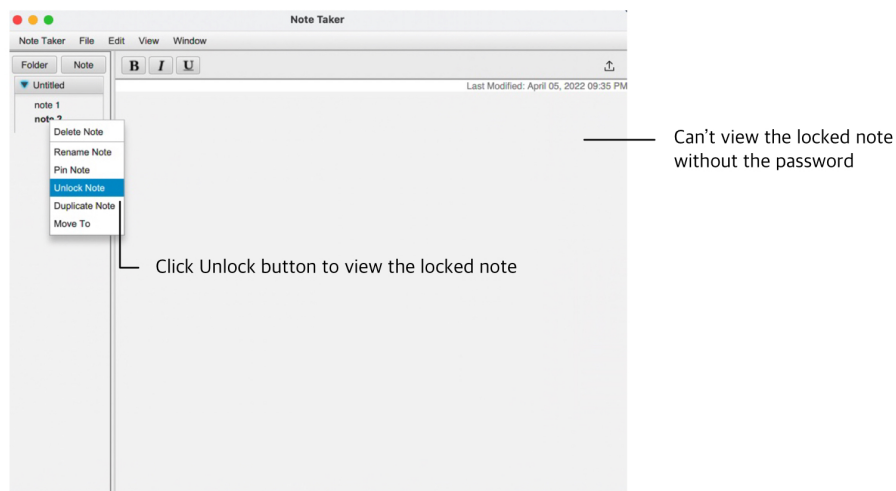 Note Taker
Note Taker File Edit View Window
Folder Note B I U
Untitled
Last Modified: April 05, 2022 09:35 PM
note 1
note 2
Delete Note
Rename Note
Pin Note
Unlock Note
Duplicate Note
Move To
Can't view the locked note
without the password
Click Unlock button to view the locked note